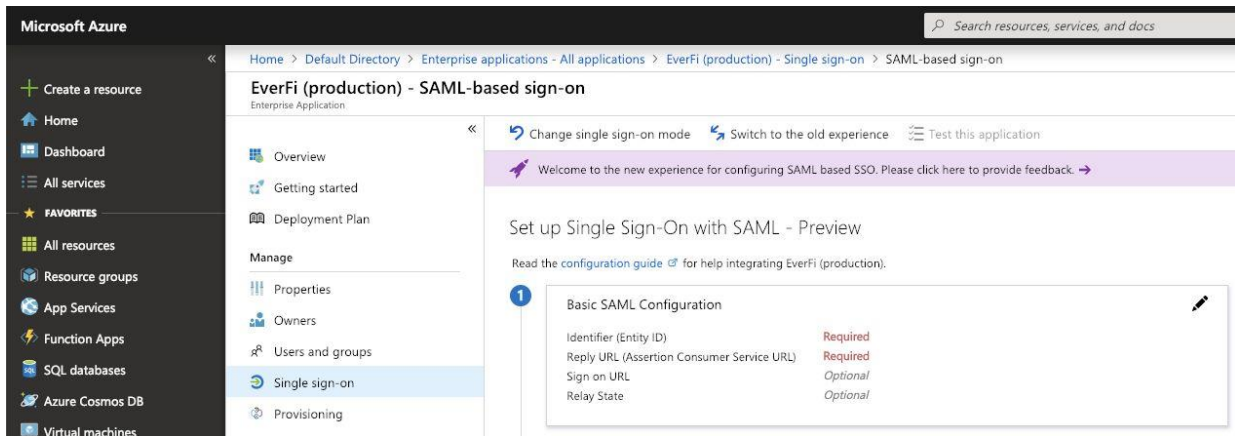 Microsoft Azure
Search resources, services, and docs
«
Home > Default Directory > Enterprise applications - All applications > EverFi (production) - Single sign-on > SAML-based sign-on
EverFi (production) - SAML-based sign-on
Enterprise Application
Create a resource
Home
Dashboard
All services
FAVORITES
All resources
Resource groups
App Services
Function Apps
SQL databases
Azure Cosmos DB
Virtual machines
«
Overview
Getting started
Deployment Plan
Manage
Properties
Owners
Users and groups
Single sign-on
Provisioning
Change single sign-on mode Switch to the old experience Test this application
Welcome to the new experience for configuring SAML based SSO. Please click here to provide feedback. →
Set up Single Sign-On with SAML - Preview
Read the configuration guide for help integrating EverFi (production).
1
Basic SAML Configuration
Identifier (Entity ID) Required
Reply URL (Assertion Consumer Service URL) Required
Sign on URL Optional
Relay State Optional